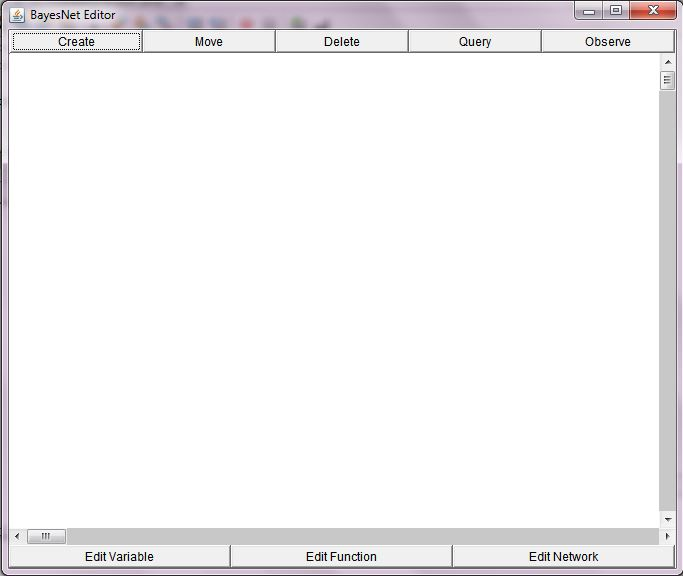 BayesNet Editor
Create Move Delete Query Observe
Edit Variable Edit Function Edit Network